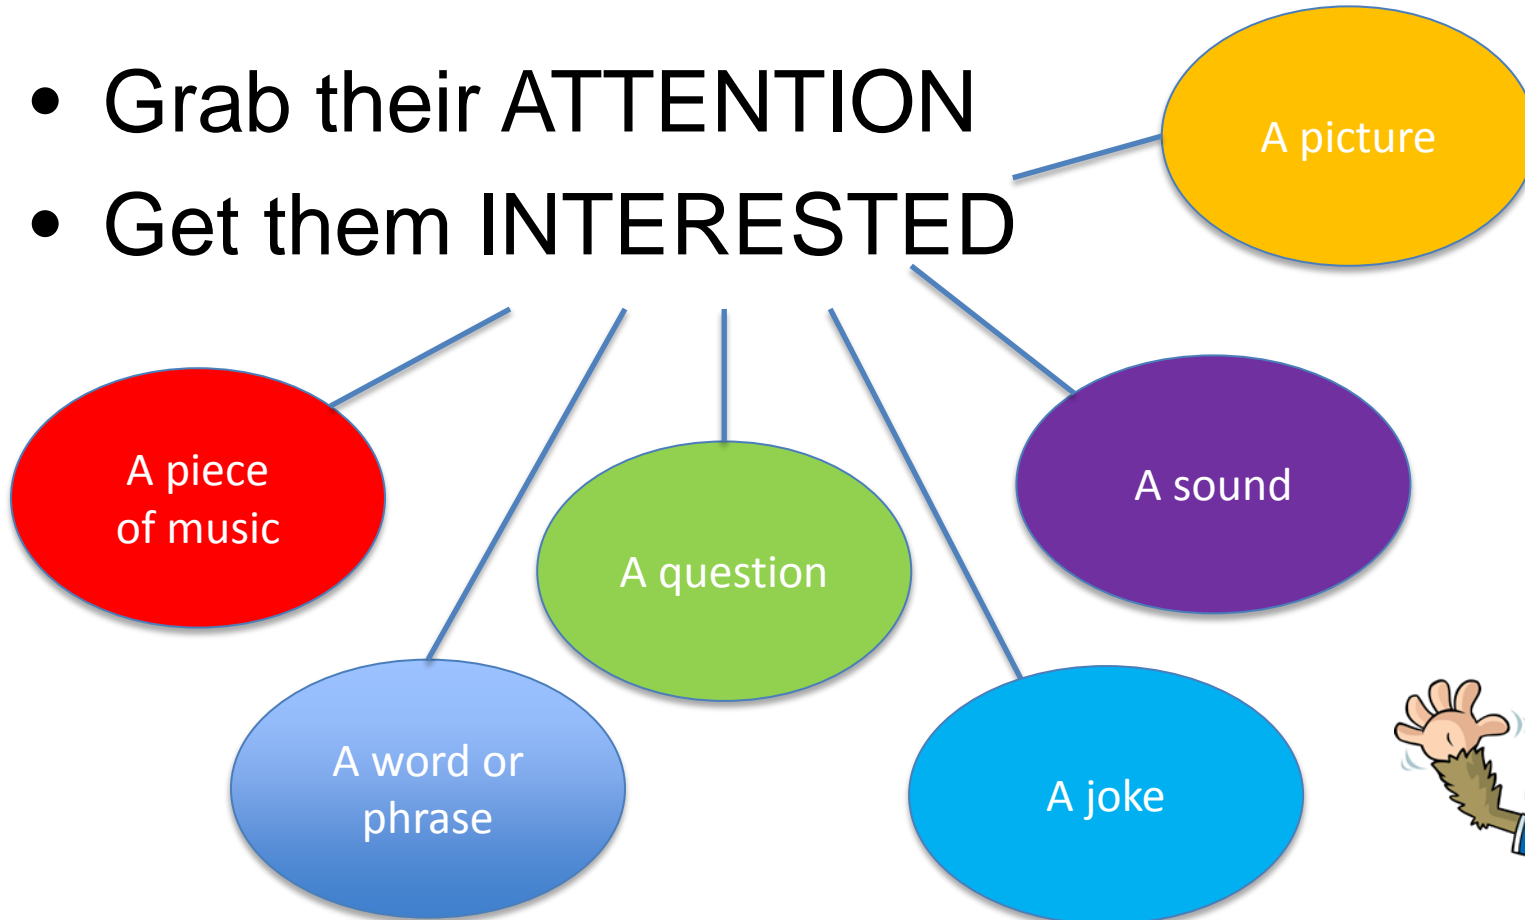 • Grab their ATTENTION
• Get them INTERESTED
A picture
A piece
of music
A question
A sound
A word or
phrase
A joke